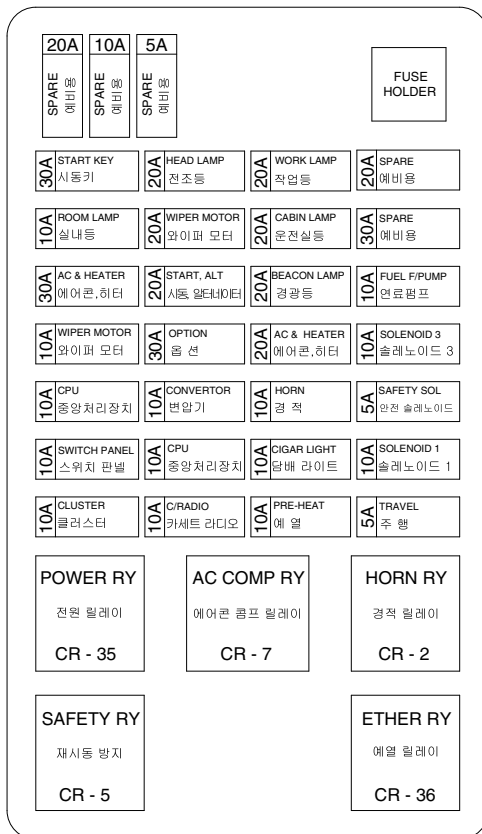 20A 10A 5A
SPARE 예비용
SPARE 예비용
SPARE 예비용
FUSE
HOLDER
30A START KEY
시동키
20A HEAD LAMP
전조등
20A WORK LAMP
작업등
20A SPARE
예비용
10A ROOM LAMP
실내등
20A WIPER MOTOR
와이퍼 모터
20A CABIN LAMP
운전실등
30A SPARE
예비용
30A AC & HEATER
에어콘,히터
20A START, ALT
시동, 알터네이터
20A BEACON LAMP
경광등
10A FUEL F/PUMP
연료펌프
10A WIPER MOTOR
와이퍼 모터
30A OPTION
옵 션
20A AC & HEATER
에어콘,히터
10A SOLENOID 3
솔레노이드 3
10A CPU
중앙처리장치
10A CONVERTOR
변압기
10A HORN
경 적
5A SAFETY SOL
안전 솔레노이드
10A SWITCH PANEL
스위치 판넬
10A CPU
중앙처리장치
10A CIGAR LIGHT
담배 라이트
10A SOLENOID 1
솔레노이드 1
10A CLUSTER
클러스터
10A C/RADIO
카세트 라디오
10A PRE-HEAT
예 열
5A TRAVEL
주 행
POWER RY
전원 릴레이
CR - 35
AC COMP RY
에어콘 콤프 릴레이
CR - 7
HORN RY
경적 릴레이
CR - 2
SAFETY RY
재시동 방지
CR - 5
ETHER RY
예열 릴레이
CR - 36